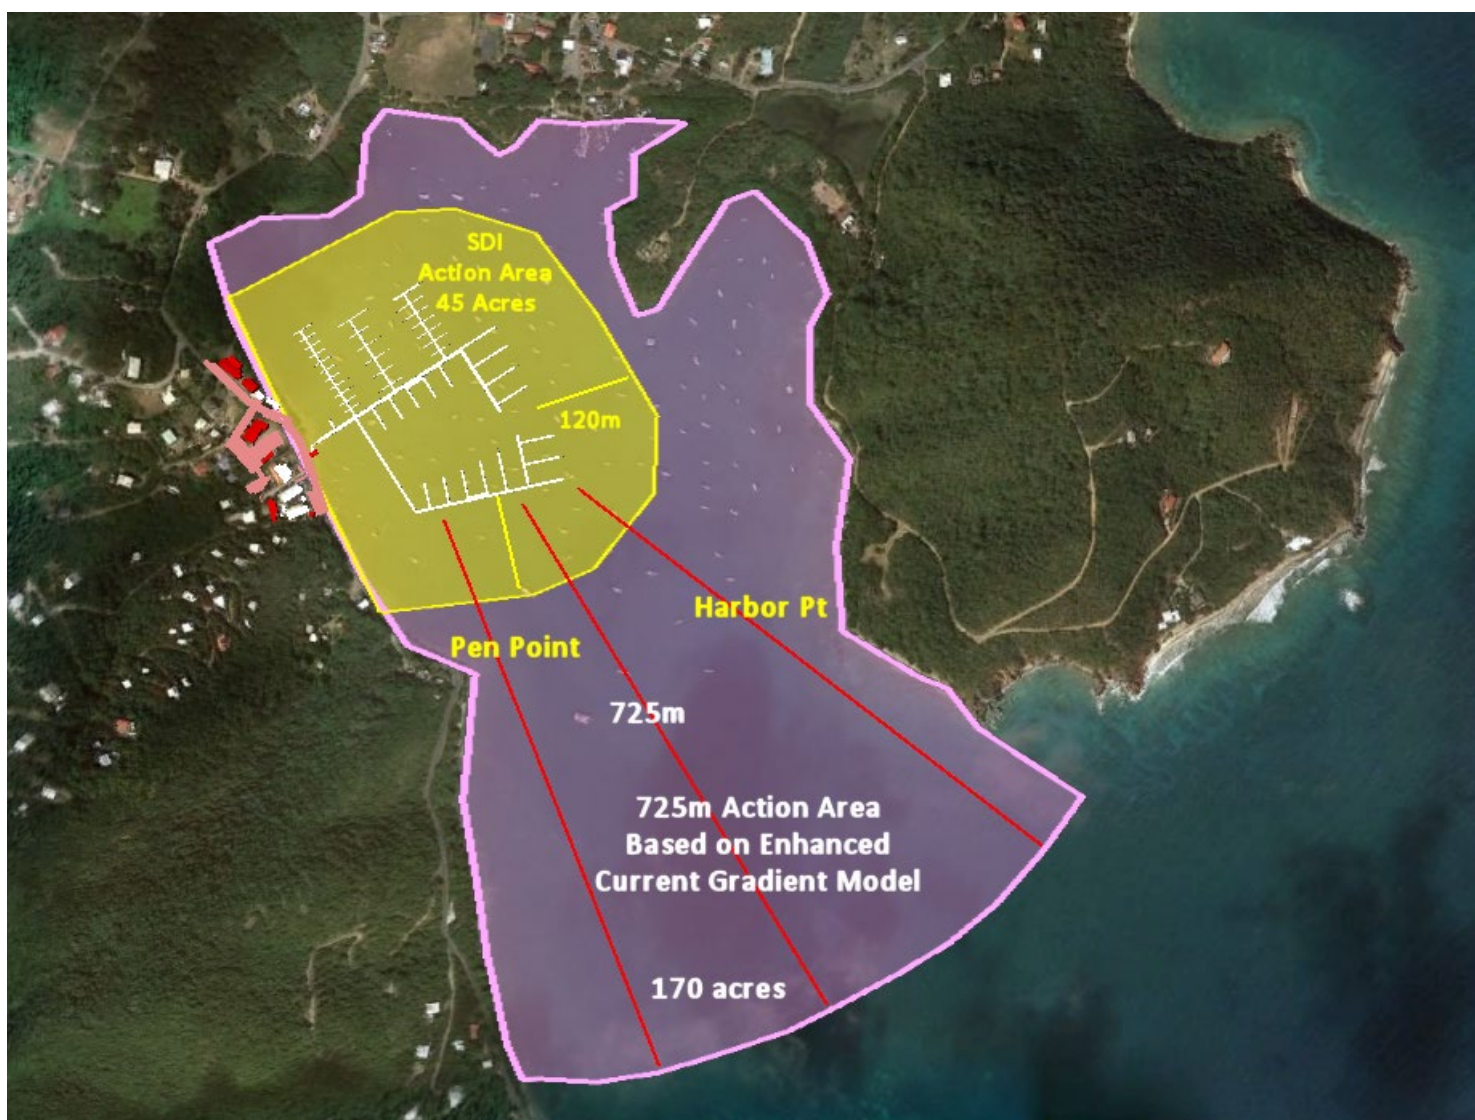 SDI
Action Area
45 Acres
120m
Harbor Pt
Pen Point
725m
725m Action Area
Based on Enhanced
Current Gradient Model
170 acres